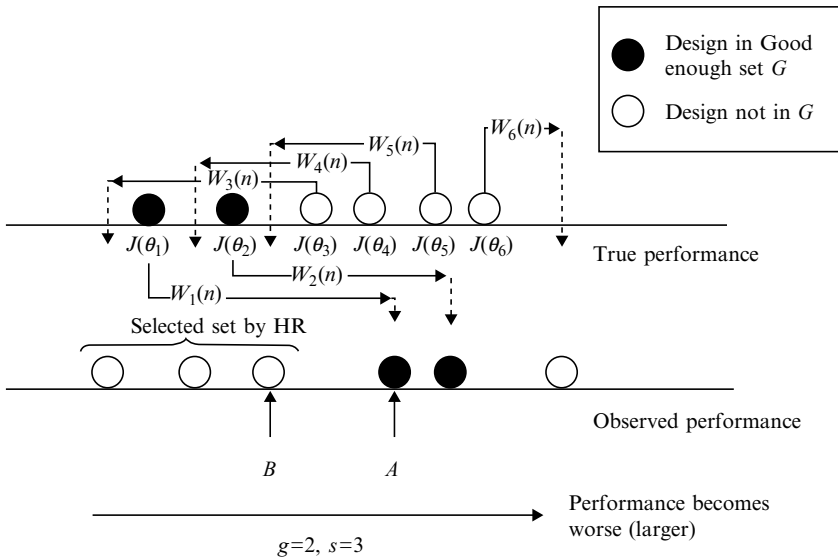 Design in Good
enough set G
Design not in G
W₆(n)
W₅(n)
W₄(n)
W₃(n)
J(θ₁) J(θ₂) J(θ₃) J(θ₄) J(θ₅) J(θ₆)
True performance
W₂(n)
W₁(n)
Selected set by HR
Observed performance
B A
Performance becomes
worse (larger)
g=2, s=3